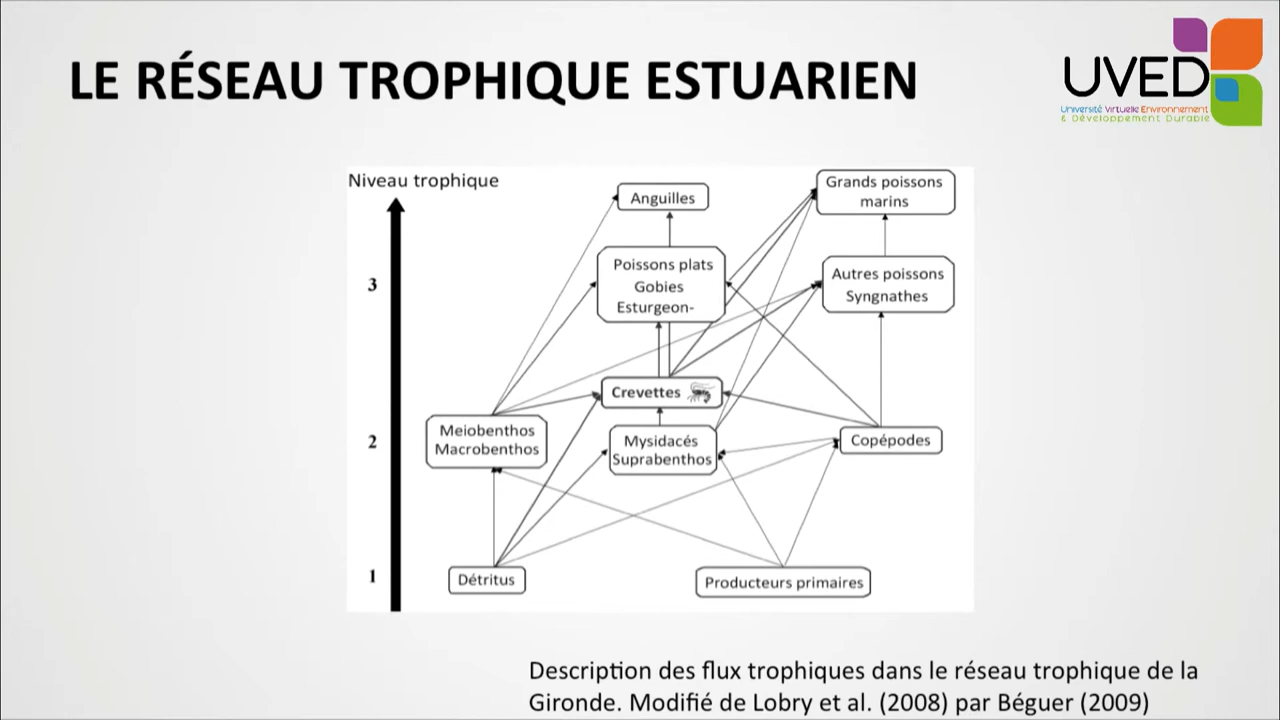 LE RÉSEAU TROPHIQUE ESTUARIEN
UVED
Université Virtuelle Environnement
& Développement Durable
Niveau trophique
Anguilles
Grands poissons
marins
3
Poissons plats
Gobies
Esturgeon-
Autres poissons
Syngnathes
Crevettes
2
Meiobenthos
Macrobenthos
Mysidacés
Suprabenthos
Copépodes
1
Détritus
Producteurs primaires
Description des flux trophiques dans le réseau trophique de la
Gironde. Modifié de Lobry et al. (2008) par Béguer (2009)